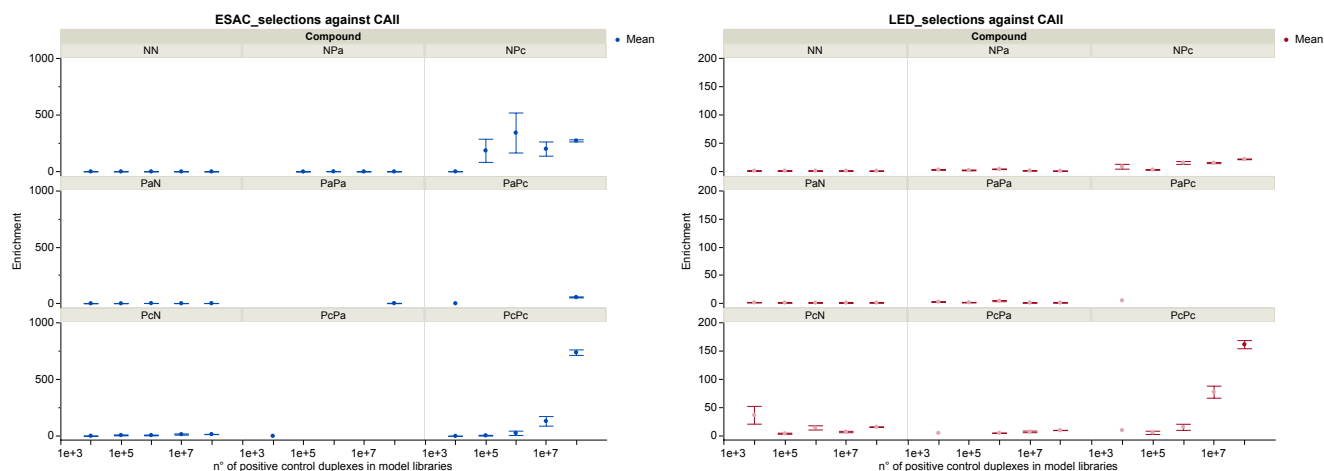 ESAC_selections against CAII
Compound
Mean
NN NPa NPc
1000
500
0
PaN PaPa PaPc
1000
500
0
PcN PcPa PcPc
1000
500
0
Enrichment
1e+3 1e+5 1e+7 1e+3 1e+5 1e+7 1e+3 1e+5 1e+7
n° of positive control duplexes in model libraries
LED_selections against CAII
Compound
Mean
NN NPa NPc
200
150
100
50
0
PaN PaPa PaPc
200
150
100
50
0
PcN PcPa PcPc
200
150
100
50
0
Enrichment
1e+3 1e+5 1e+7 1e+3 1e+5 1e+7 1e+3 1e+5 1e+7
n° of positive control duplexes in model libraries